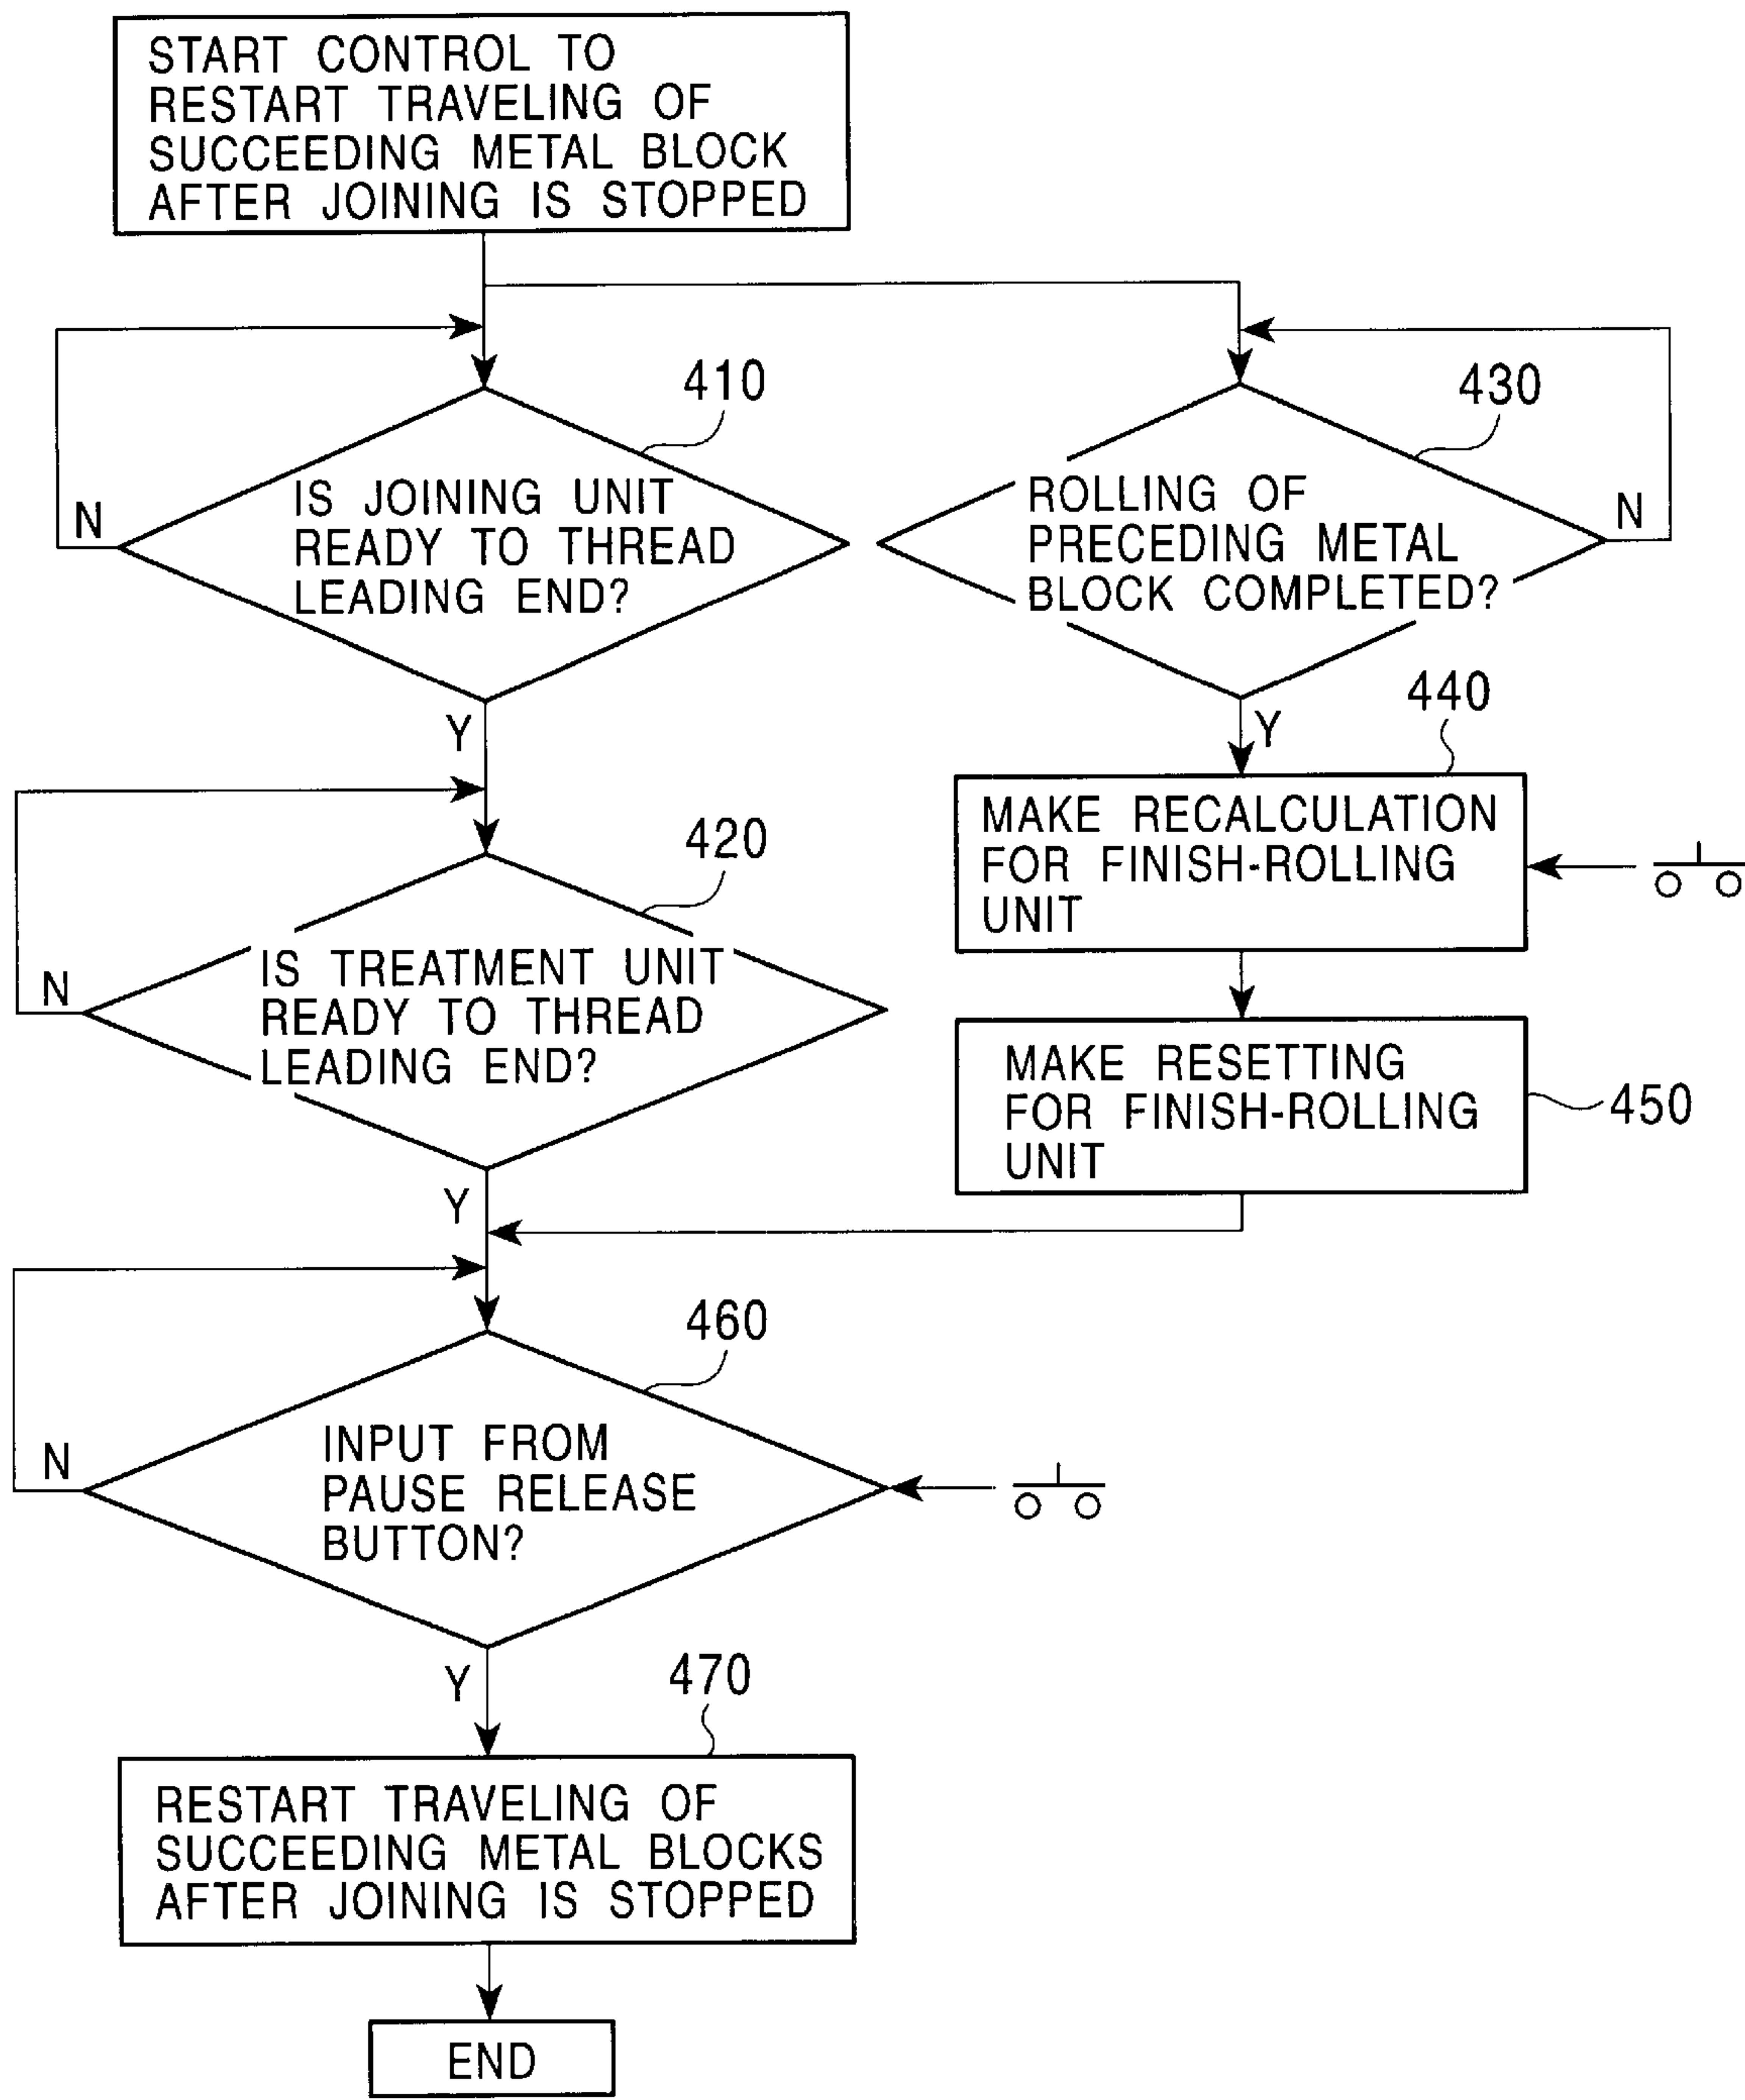 START CONTROL TO
RESTART TRAVELING OF
SUCCEEDING METAL BLOCK
AFTER JOINING IS STOPPED
410
IS JOINING UNIT
READY TO THREAD
LEADING END?
N
Y
430
ROLLING OF
PRECEDING METAL
BLOCK COMPLETED?
N
Y
420
IS TREATMENT UNIT
READY TO THREAD
LEADING END?
N
Y
440
MAKE RECALCULATION
FOR FINISH-ROLLING
UNIT
MAKE RESETTING
FOR FINISH-ROLLING
UNIT
450
460
INPUT FROM
PAUSE RELEASE
BUTTON?
N
Y
470
RESTART TRAVELING OF
SUCCEEDING METAL BLOCKS
AFTER JOINING IS STOPPED
END